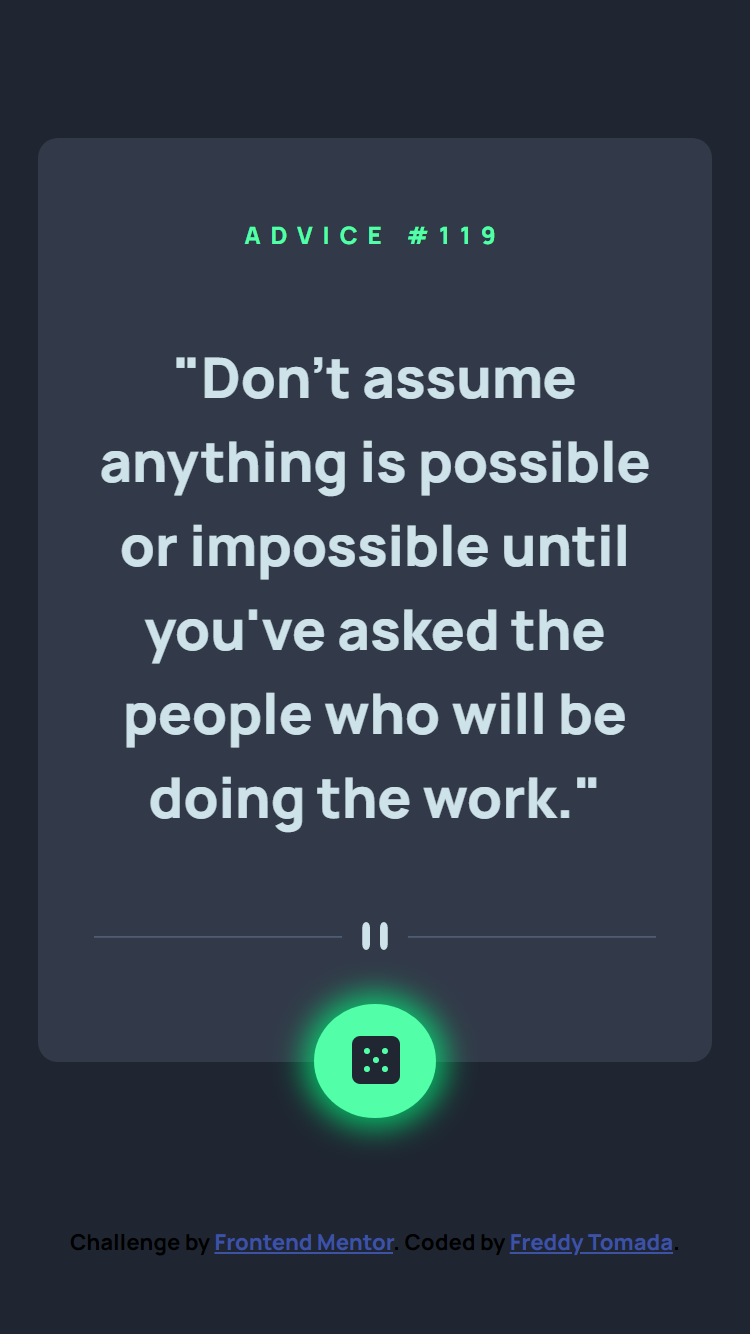 ADVICE #119
"Don’t assume
anything is possible
or impossible until
you've asked the
people who will be
doing the work."
Challenge by Frontend Mentor. Coded by Freddy Tomada.